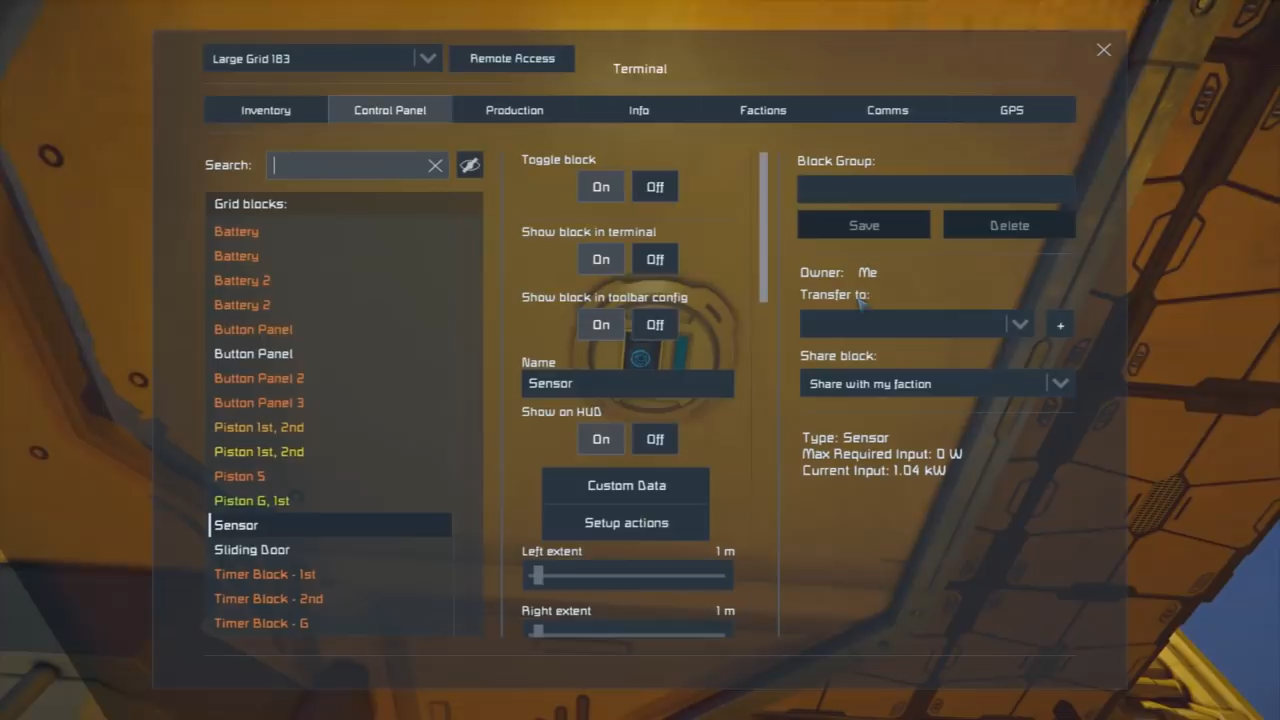 Large Grid 183
Remote Access
Terminal
Inventory
Control Panel
Production
Info
Factions
Comms
GPS
Search:
Grid blocks:
Battery
Battery
Battery 2
Battery 2
Button Panel
Button Panel
Button Panel 2
Button Panel 3
Piston 1st, 2nd
Piston 1st, 2nd
Piston 5
Piston G, 1st
Sensor
Sliding Door
Timer Block - 1st
Timer Block - 2nd
Timer Block - G
Toggle block
On Off
Show block in terminal
On Off
Show block in toolbar config
On Off
Name
Sensor
Show on HUD
On Off
Custom Data
Setup actions
Left extent 1 m
Right extent 1 m
Block Group:
Save
Delete
Owner: Me
Transfer to:
+
Share block:
Share with my faction
Type: Sensor
Max Required Input: 0 W
Current Input: 1.04 kW